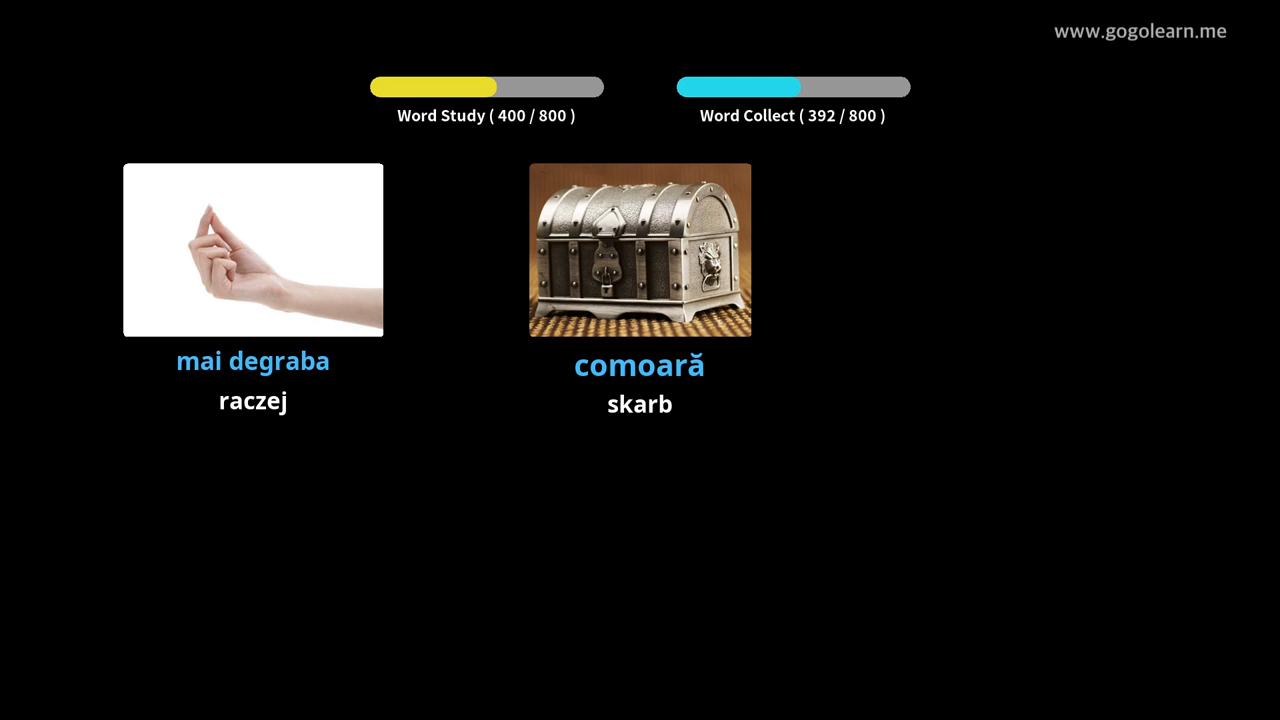 www.gogolearn.me
Word Study ( 400 / 800 )
Word Collect ( 392 / 800 )
mai degraba
raczej
comoară
skarb